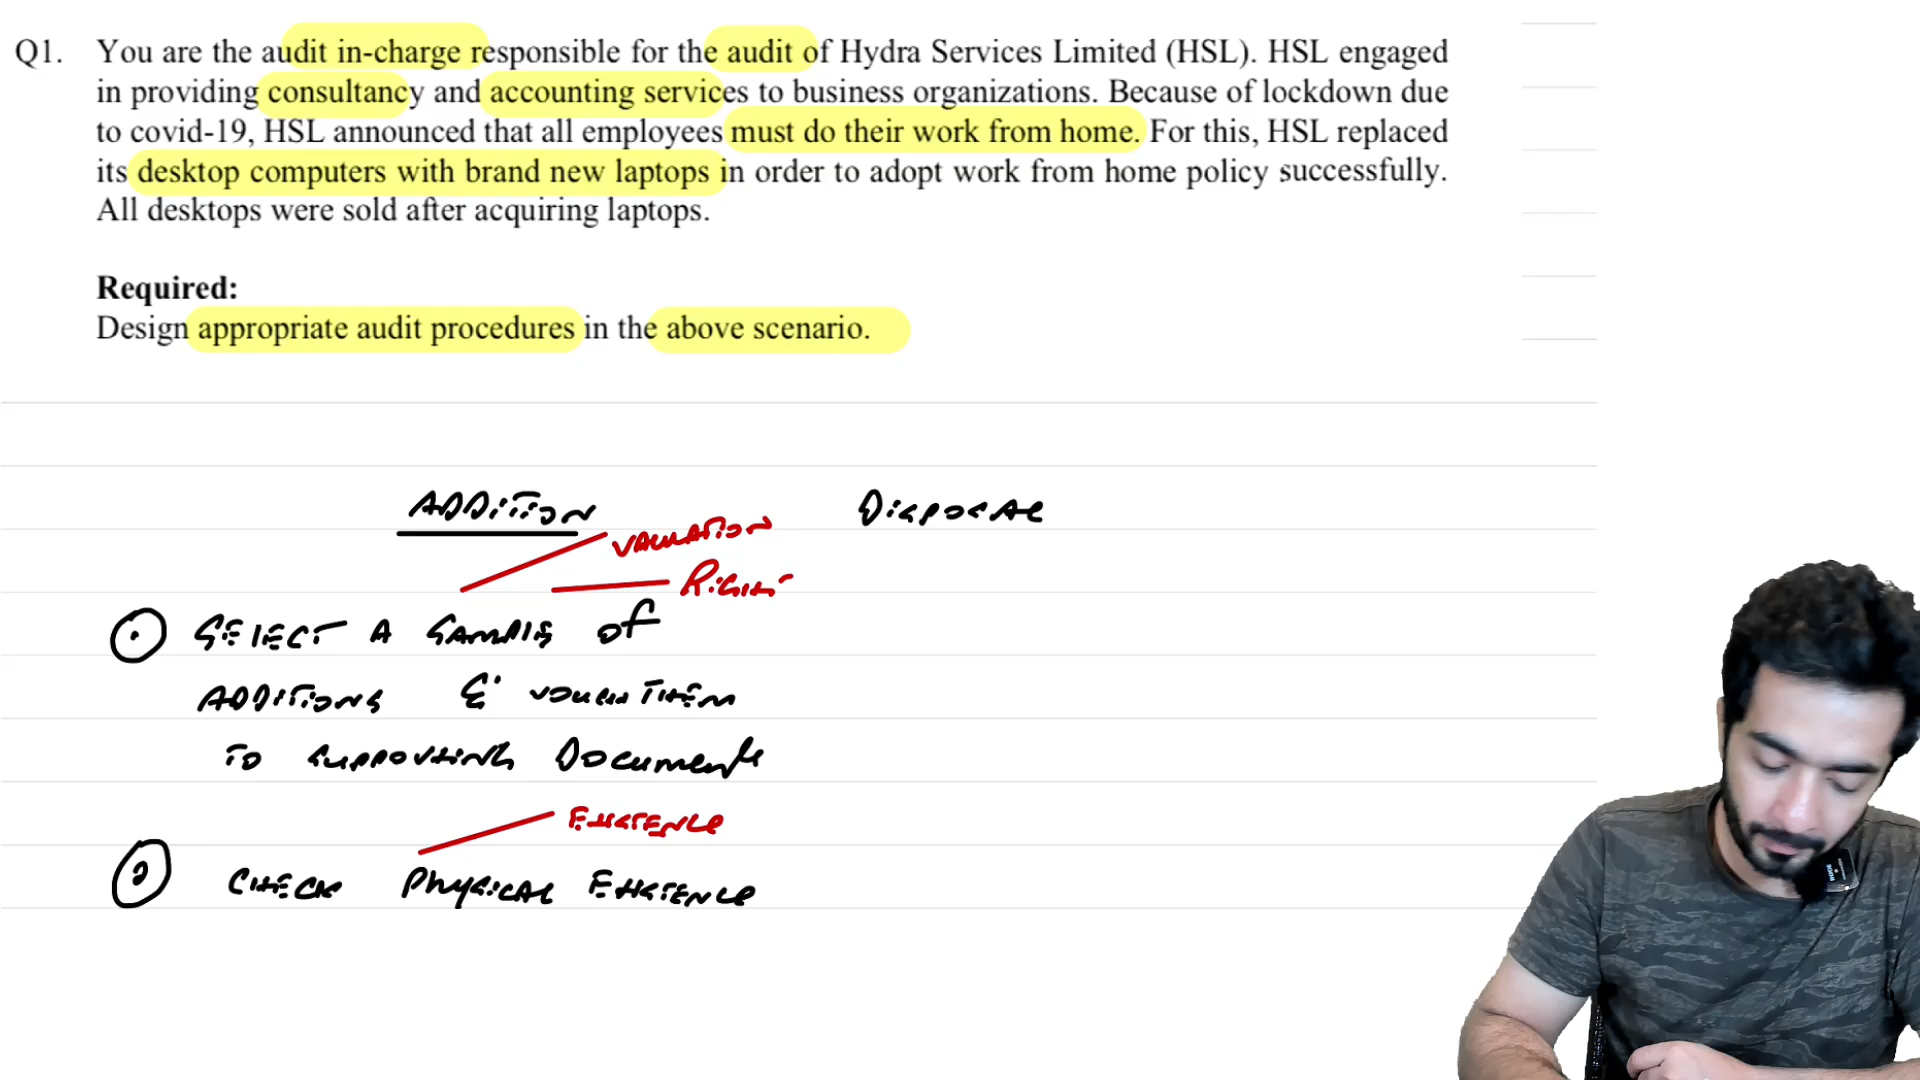 Q1. You are the audit in-charge responsible for the audit of Hydra Services Limited (HSL). HSL engaged
in providing consultancy and accounting services to business organizations. Because of lockdown due
to covid-19, HSL announced that all employees must do their work from home. For this, HSL replaced
its desktop computers with brand new laptops in order to adopt work from home policy successfully.
All desktops were sold after acquiring laptops.
Required:
Design appropriate audit procedures in the above scenario.
ADDITION DISPOSAL
VALUATION
RIGHTS
1 SELECT A SAMPLE OF
ADDITIONS & VOUCH THEM
TO SUPPORTING DOCUMENTS
EXISTENCE
2 CHECK PHYSICAL EXISTENCE